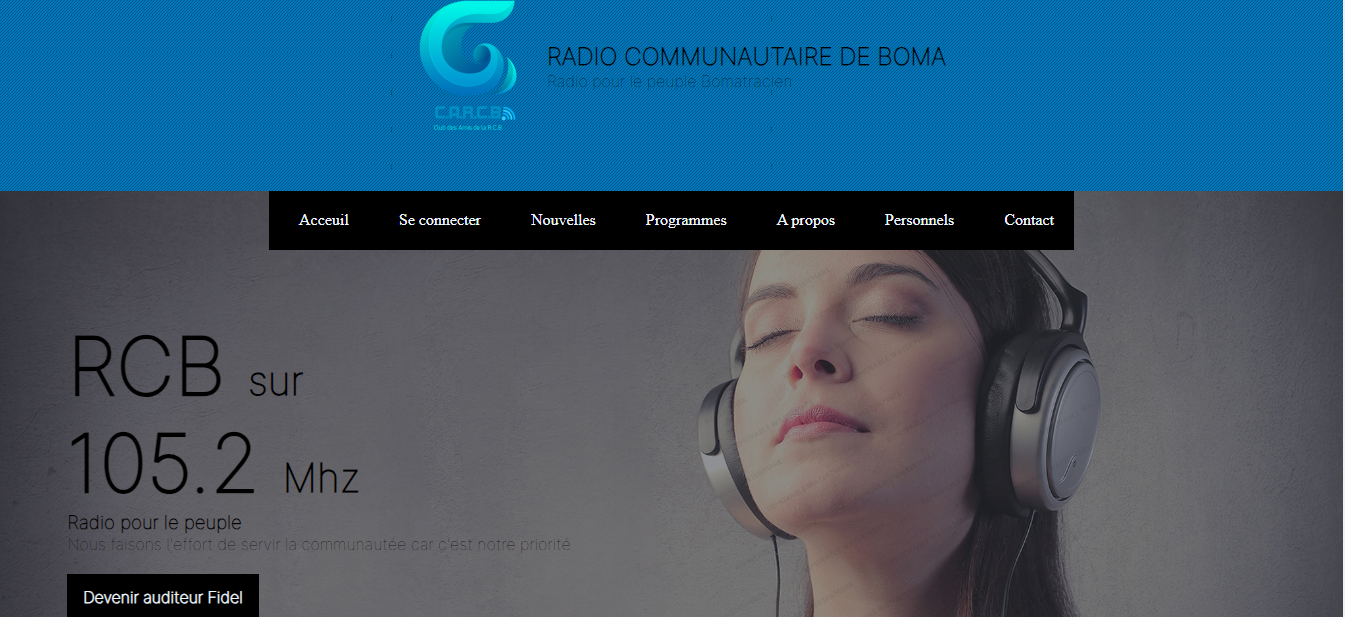 RADIO COMMUNAUTAIRE DE BOMA
Radio pour le peuple Bomatracien
C.A.R.C.B
Club des Amis de la R.C.B
Acceuil Se connecter Nouvelles Programmes A propos Personnels Contact
RCB sur
105.2 Mhz
Radio pour le peuple
Nous faisons l'effort de servir la communautée car c'est notre priorité
Devenir auditeur Fidel